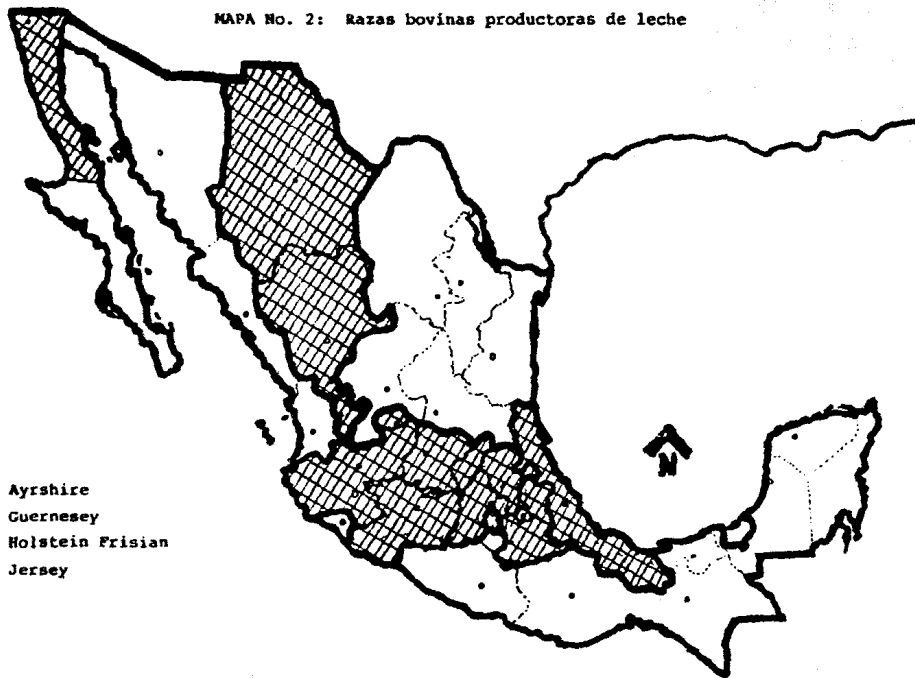 MAPA No. 2: Razas bovinas productoras de leche
N
Ayrshire
Guernesey
Holstein Frisian
Jersey